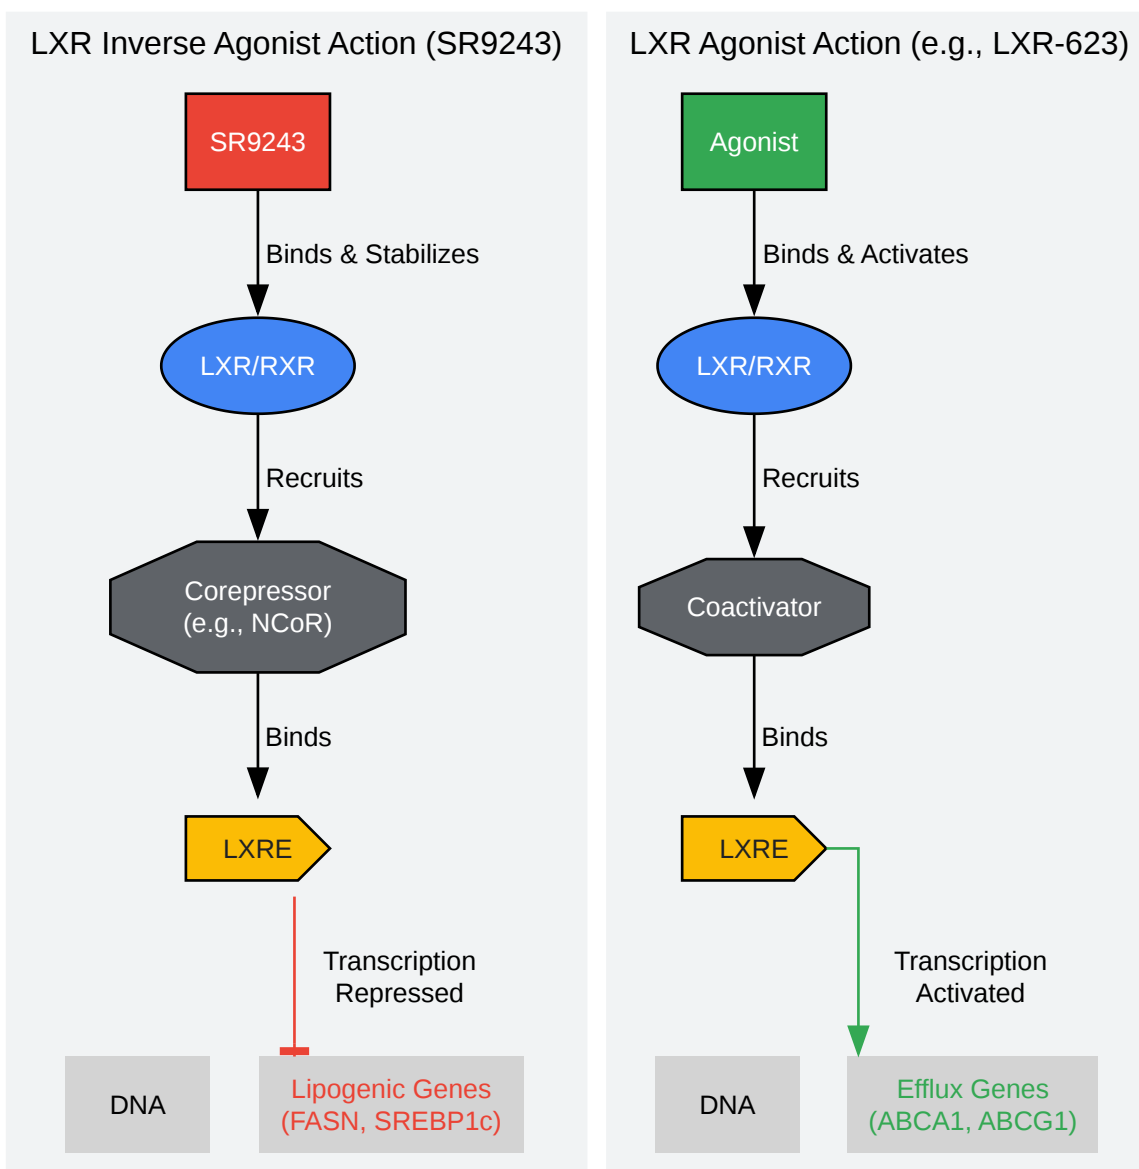 LXR Inverse Agonist Action (SR9243)
SR9243
Binds & Stabilizes
LXR/RXR
Recruits
Corepressor
(e.g., NCoR)
Binds
LXRE
Transcription
Repressed
DNA
Lipogenic Genes
(FASN, SREBP1c)
LXR Agonist Action (e.g., LXR-623)
Agonist
Binds & Activates
LXR/RXR
Recruits
Coactivator
Binds
LXRE
Transcription
Activated
DNA
Efflux Genes
(ABCA1, ABCG1)